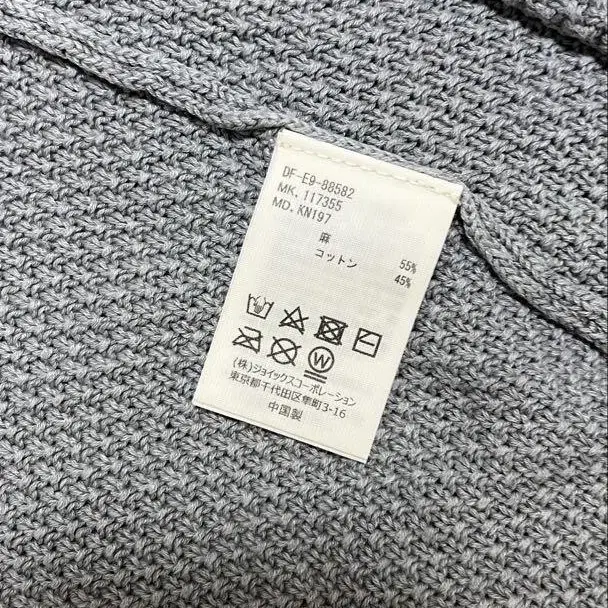 DF-E9-88582
MK. 117355
MD. KN197
麻 55%
コットン 45%
W
(株)ジョイックスコーポレーション
東京都千代田区隼町3-16
中国製